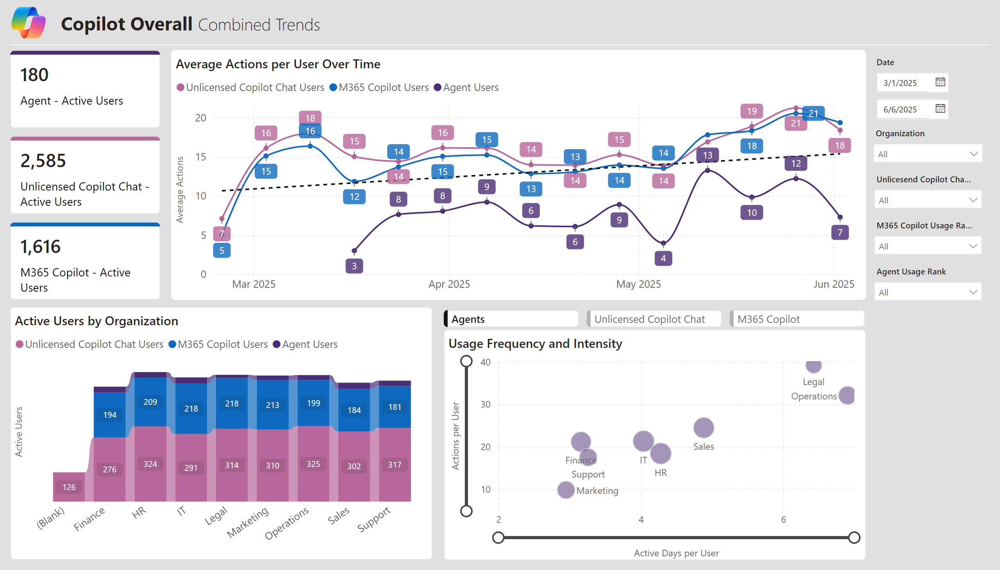 Copilot Overall Combined Trends
180
Agent - Active Users
2,585
Unlicensed Copilot Chat -
Active Users
1,616
M365 Copilot - Active
Users
Average Actions per User Over Time
Unlicensed Copilot Chat Users M365 Copilot Users Agent Users
Average Actions
20
15
10
5
0
7
5
16
15
18
16
15
12
3
14
14
8
16
15
8
15
9
14
13
6
13
14
6
15
14
9
14
14
4
13
19
18
10
21
21
12
18
7
Mar 2025
Apr 2025
May 2025
Jun 2025
Date
3/1/2025
6/6/2025
Organization
All
Unlicesend Copilot Cha...
All
M365 Copilot Usage Ra...
All
Agent Usage Rank
All
Active Users by Organization
Unlicensed Copilot Chat Users M365 Copilot Users Agent Users
Active Users
194
209
218
218
213
199
184
181
126
276
324
291
314
310
325
302
317
(Blank)
Finance
HR
IT
Legal
Marketing
Operations
Sales
Support
Agents
Unlicensed Copilot Chat
M365 Copilot
Usage Frequency and Intensity
Actions per User
40
30
20
10
Legal
Operations
Sales
Finance
IT
HR
Support
Marketing
2
4
6
Active Days per User